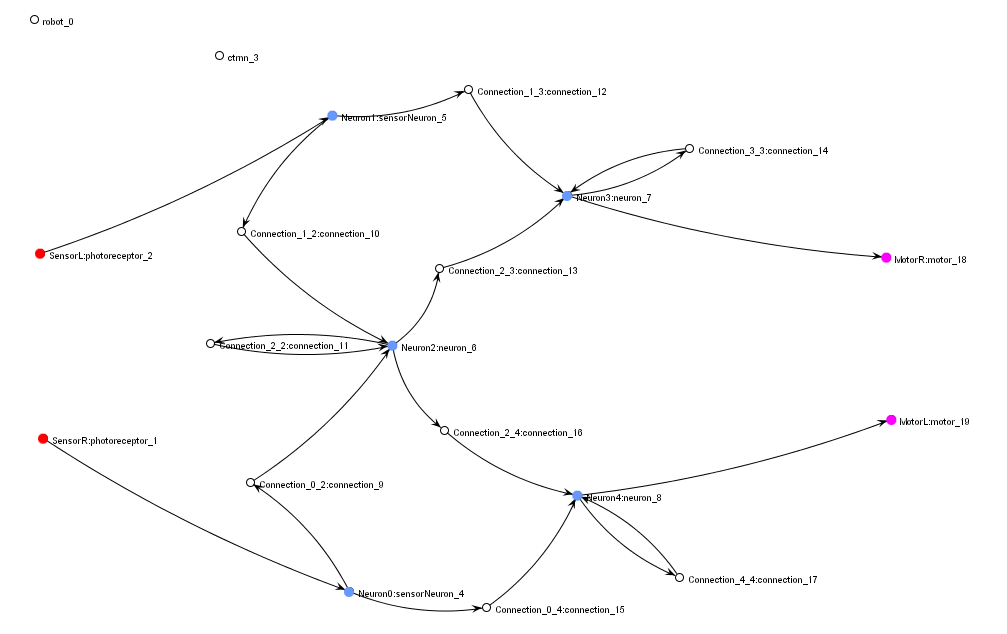 robot_0
ctrnn_3
Connection_1_3:connection_12
Neuron1:sensorNeuron_5
Connection_3_3:connection_14
Neuron3:neuron_7
Connection_1_2:connection_10
SensorL:photoreceptor_2
MotorR:motor_18
Connection_2_3:connection_13
Connection_2_2:connection_11
Neuron2:neuron_6
MotorL:motor_19
Connection_2_4:connection_16
SensorR:photoreceptor_1
Connection_0_2:connection_9
Neuron4:neuron_8
Connection_4_4:connection_17
Neuron0:sensorNeuron_4
Connection_0_4:connection_15